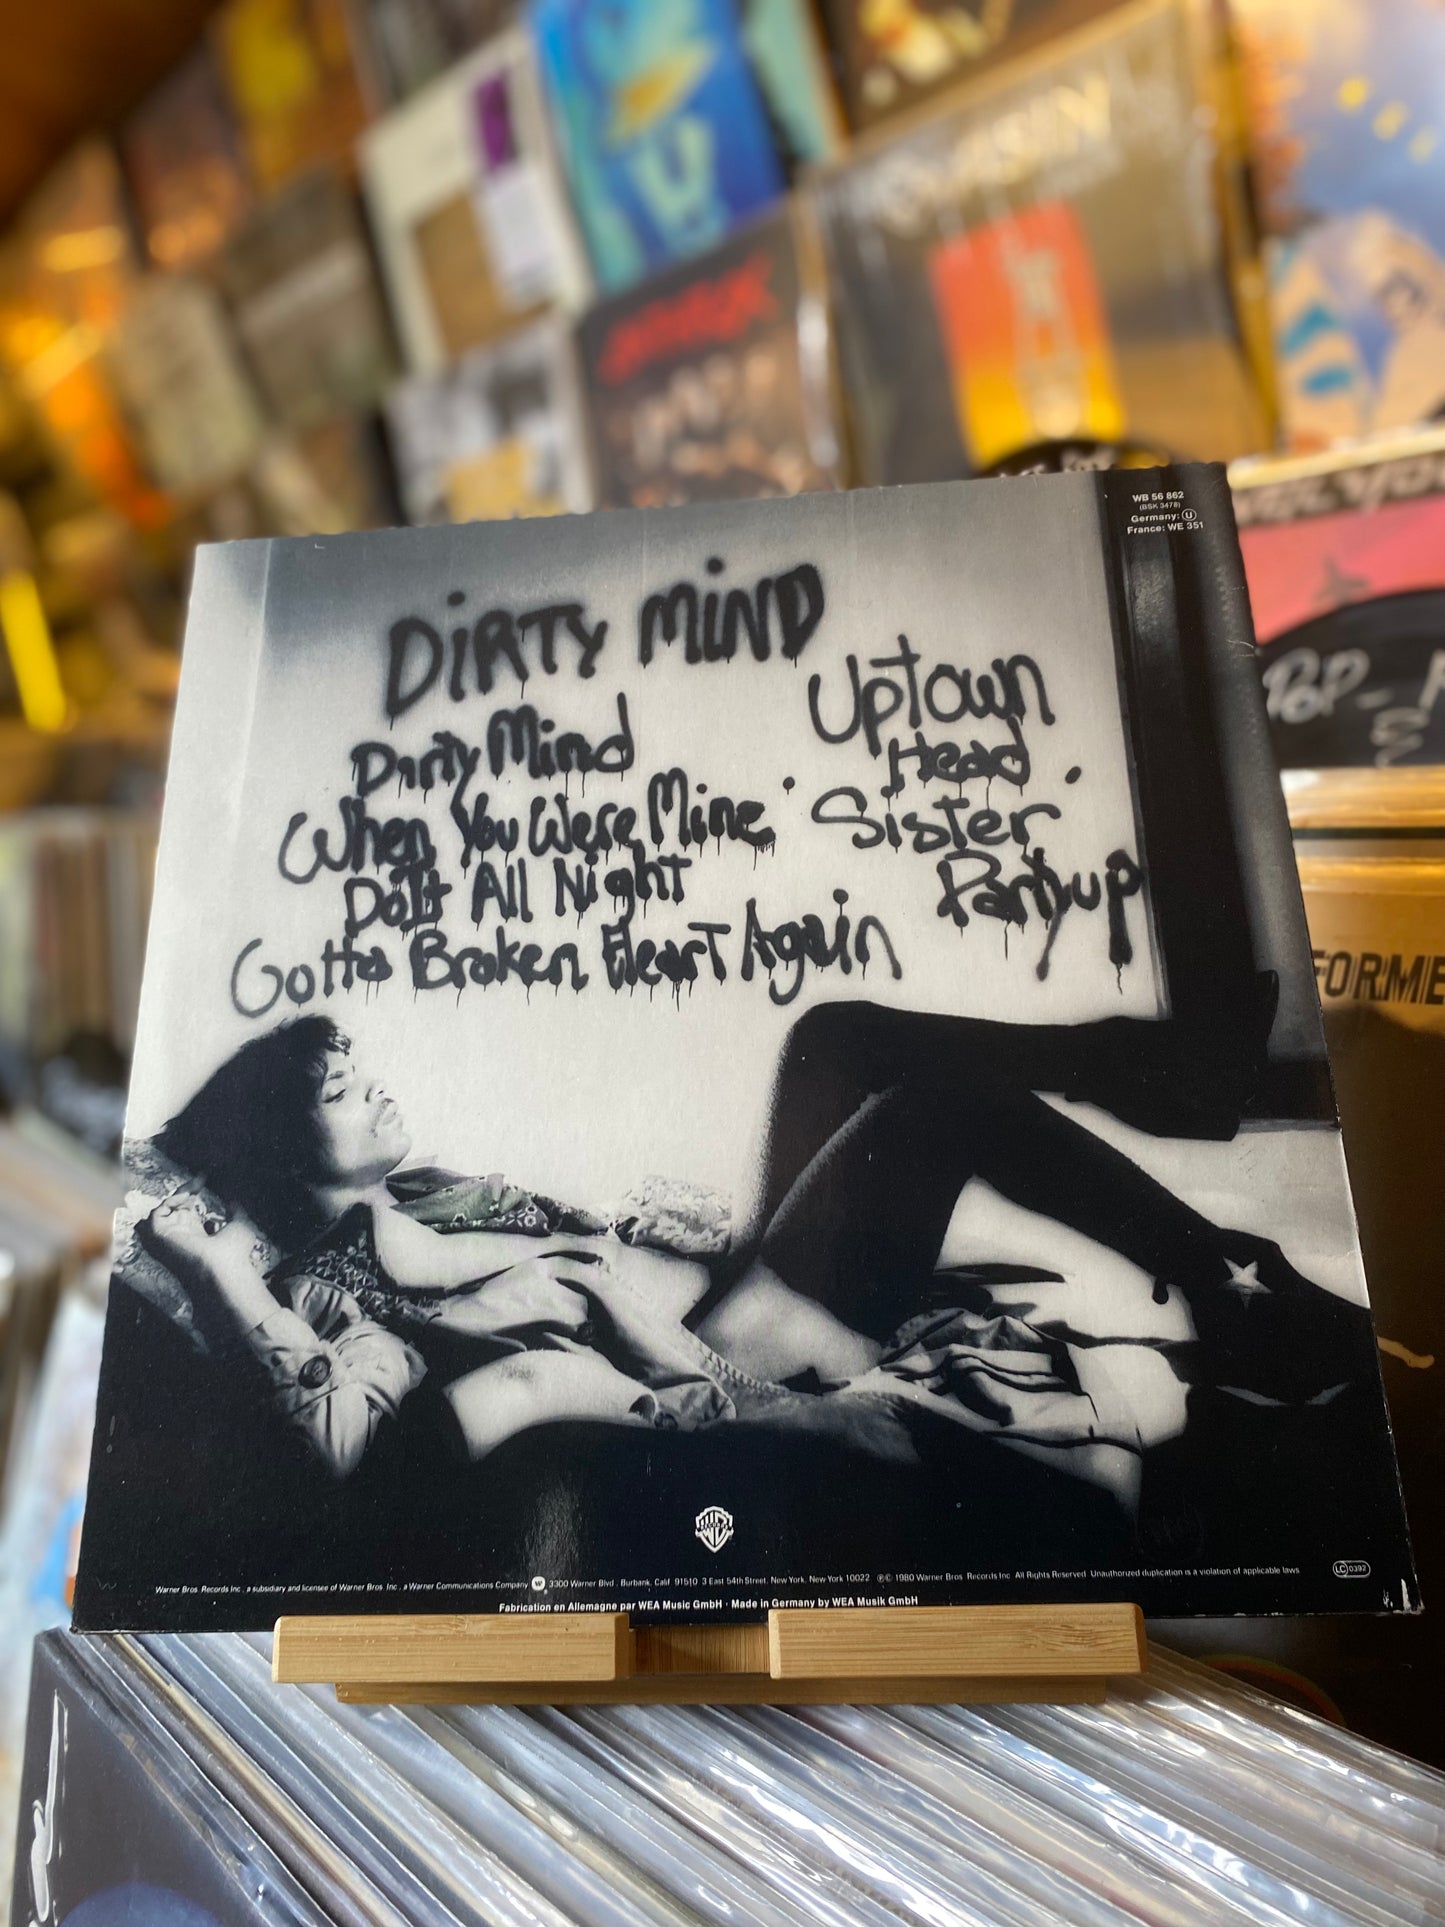 WB 56 862
(BSK 3478)
Germany: U
France: WE 351
DiRTY MiND
Dirty Mind
When You Were Mine
Do It All Night
Gotta Broken Heart Again
Uptown
Head
Sister
Partyup
POP-
FORME
Warner Bros. Records Inc., a subsidiary and licensee of Warner Bros. Inc., a Warner Communications Company 3300 Warner Blvd., Burbank, Calif. 91510 3 East 54th Street, New York, New York 10022 ℗© 1980 Warner Bros. Records Inc. All Rights Reserved. Unauthorized duplication is a violation of applicable laws
LC 0392
Fabrication en Allemagne par WEA Music GmbH · Made in Germany by WEA Musik GmbH